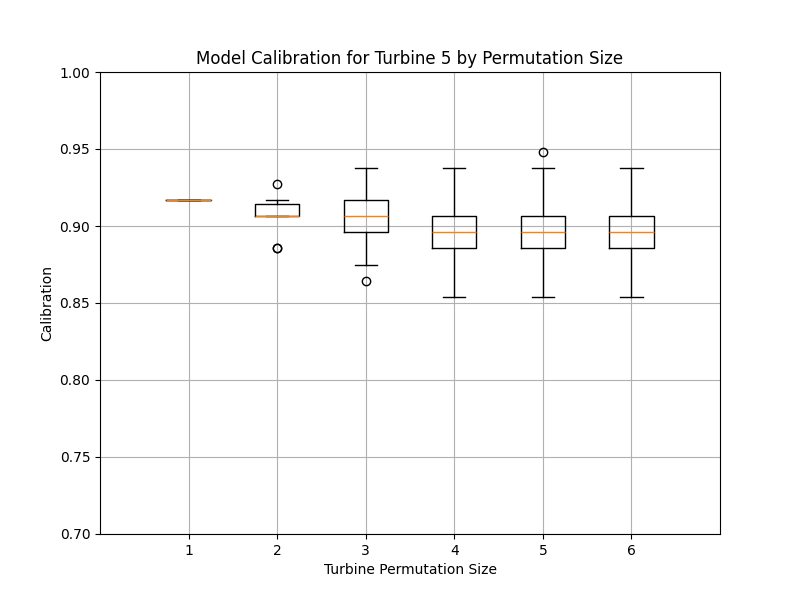 Model Calibration for Turbine 5 by Permutation Size
1.00
0.95
0.90
0.85
0.80
0.75
0.70
Calibration
1 2 3 4 5 6
Turbine Permutation Size